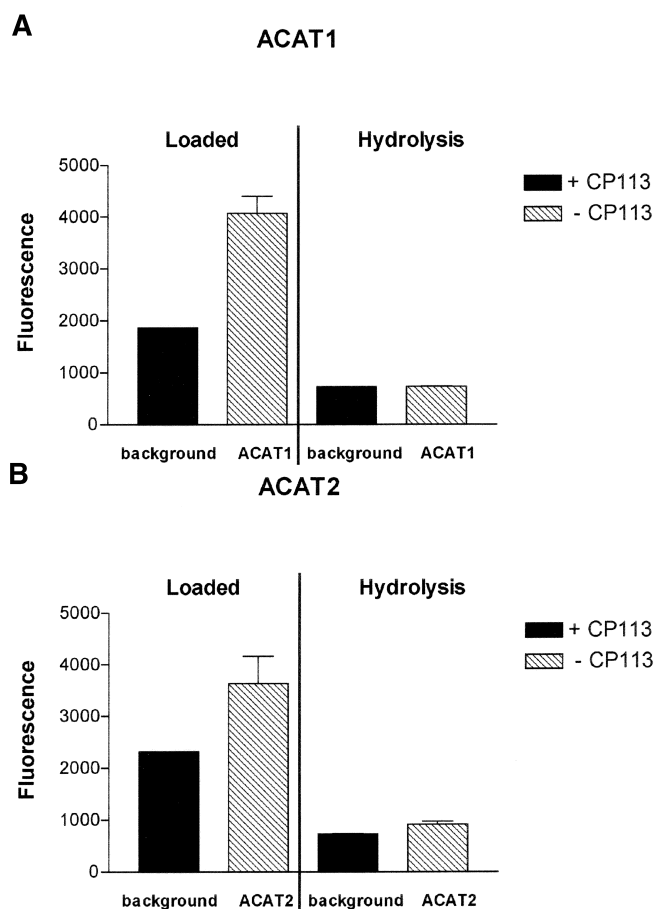 A
ACAT1
Loaded Hydrolysis
5000
4000
3000
2000
1000
0
Fluorescence
+ CP113
- CP113
background ACAT1 background ACAT1
B
ACAT2
Loaded Hydrolysis
5000
4000
3000
2000
1000
0
Fluorescence
+ CP113
- CP113
background ACAT2 background ACAT2